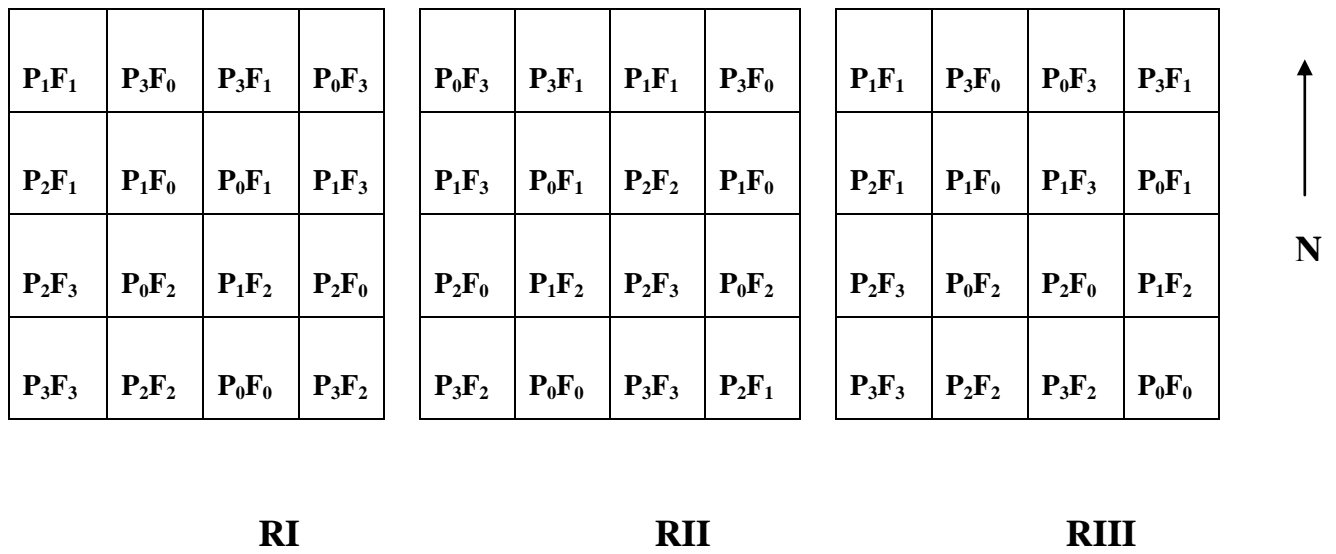 P₁F₁ P₃F₀ P₃F₁ P₀F₃ P₀F₃ P₃F₁ P₁F₁ P₃F₀ P₁F₁ P₃F₀ P₀F₃ P₃F₁
P₂F₁ P₁F₀ P₀F₁ P₁F₃ P₁F₃ P₀F₁ P₂F₂ P₁F₀ P₂F₁ P₁F₀ P₁F₃ P₀F₁
N
P₂F₃ P₀F₂ P₁F₂ P₂F₀ P₂F₀ P₁F₂ P₂F₃ P₀F₂ P₂F₃ P₀F₂ P₂F₀ P₁F₂
P₃F₃ P₂F₂ P₀F₀ P₃F₂ P₃F₂ P₀F₀ P₃F₃ P₂F₁ P₃F₃ P₂F₂ P₃F₂ P₀F₀
RI RII RIII